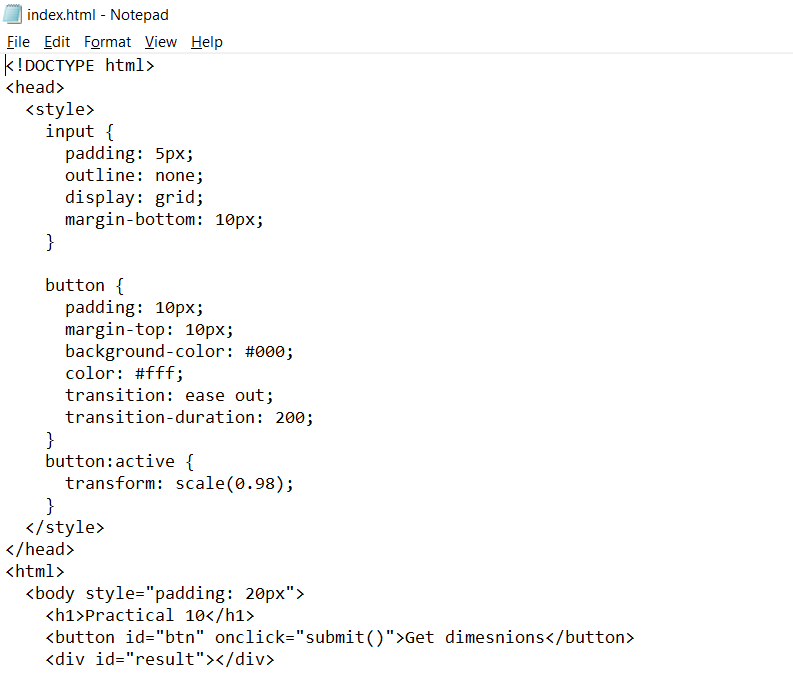 index.html - Notepad
File Edit Format View Help
<!DOCTYPE html>
<head>
  <style>
    input {
      padding: 5px;
      outline: none;
      display: grid;
      margin-bottom: 10px;
    }

    button {
      padding: 10px;
      margin-top: 10px;
      background-color: #000;
      color: #fff;
      transition: ease out;
      transition-duration: 200;
    }
    button:active {
      transform: scale(0.98);
    }
  </style>
</head>
<html>
  <body style="padding: 20px">
    <h1>Practical 10</h1>
    <button id="btn" onclick="submit()">Get dimesnions</button>
    <div id="result"></div>